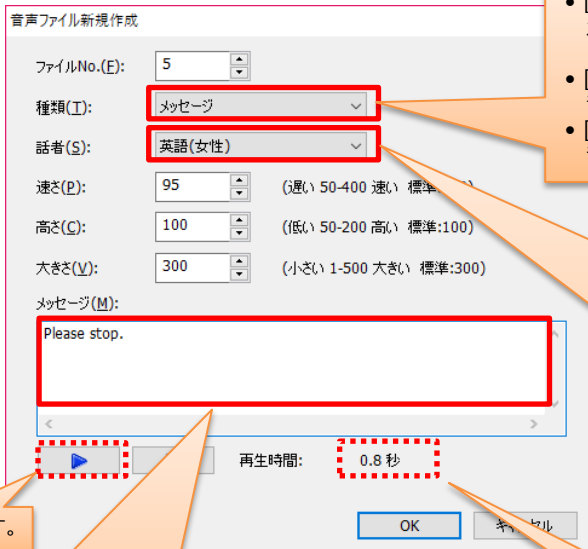 音声ファイル新規作成
ファイルNo.(F): 5
種類(T): メッセージ
話者(S): 英語(女性)
速さ(P): 95 (遅い 50-400 速い 標準
高さ(C): 100 (低い 50-200 高い 標準:100)
大きさ(V): 300 (小さい 1-500 大きい 標準:300)
メッセージ(M):
Please stop.
再生時間: 0.8 秒
す。
OK